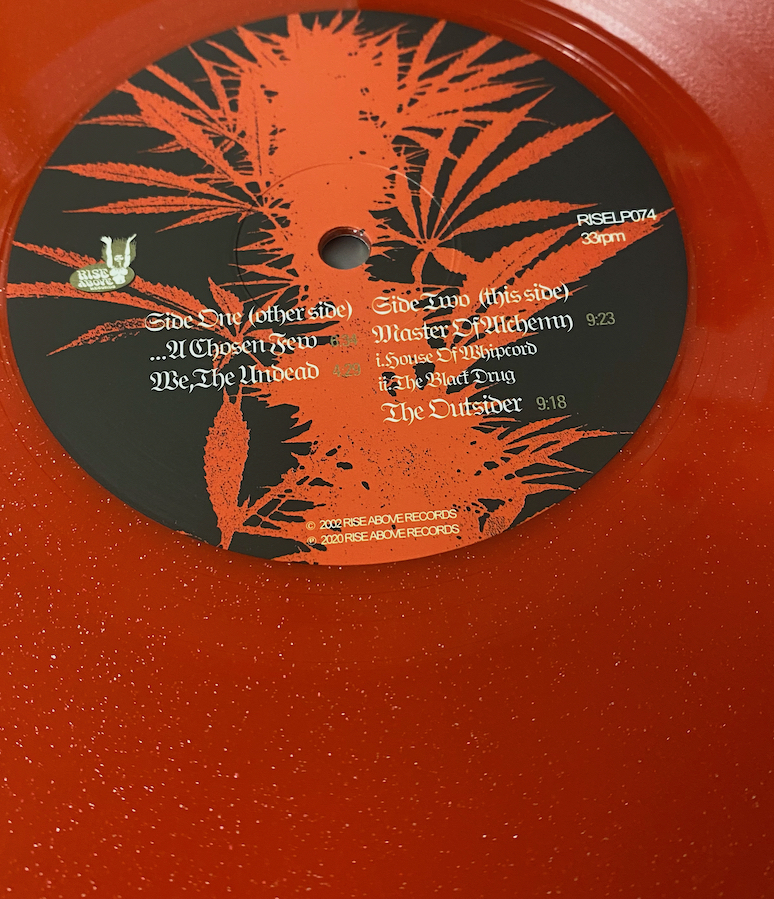 RISELP074
33rpm
RISE
ABOVE
Side One (other side)
...A Chosen Few
We, The Undead 4:29
Side Two (this side)
Master Of Alchemy 9:23
i. House Of Whipcord
ii. The Black Drug
The Outsider 9:18
© 2002 RISE ABOVE RECORDS
℗ 2020 RISE ABOVE RECORDS